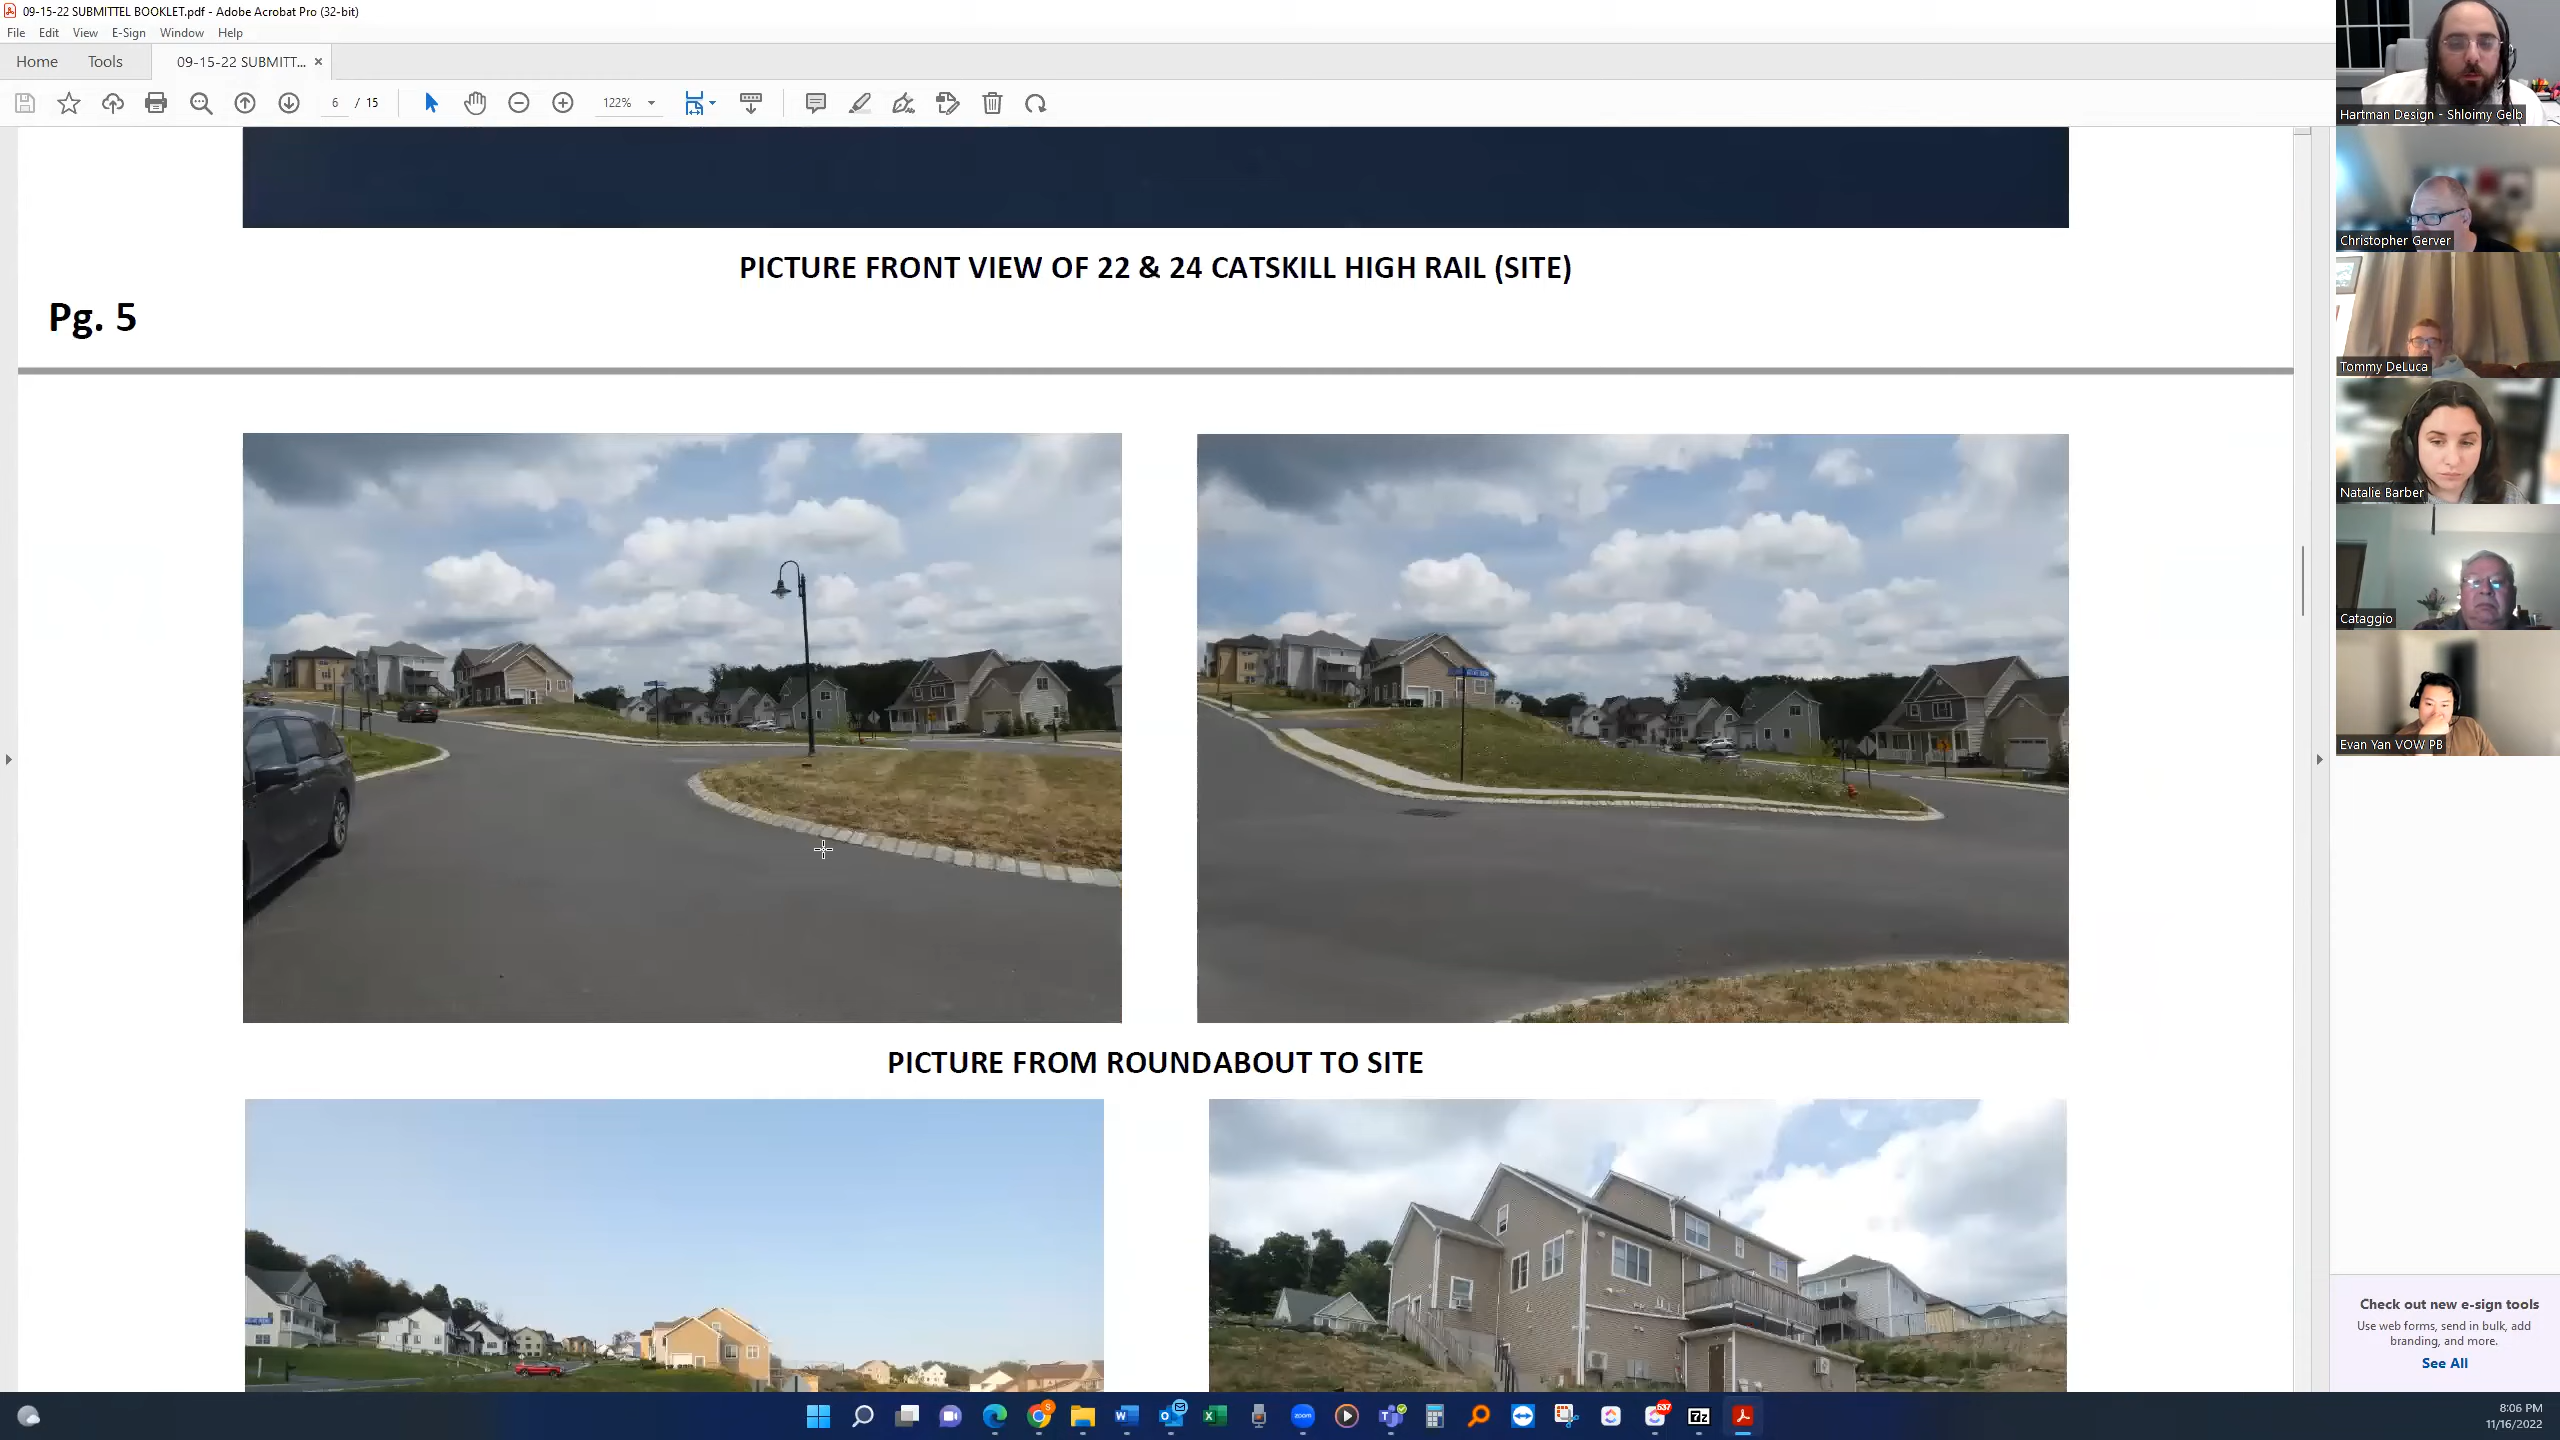 09-15-22 SUBMITTEL BOOKLET.pdf - Adobe Acrobat Pro (32-bit)
File Edit View E-Sign Window Help
Home Tools 09-15-22 SUBMITT... ×
6 / 15 122%
PICTURE FRONT VIEW OF 22 & 24 CATSKILL HIGH RAIL (SITE)
Pg. 5
PICTURE FROM ROUNDABOUT TO SITE
Hartman Design - Shloimy Gelb
Christopher Gerver
Tommy DeLuca
Natalie Barber
Cataggio
Evan Yan VOW PB
Check out new e-sign tools
Use web forms, send in bulk, add
branding, and more.
See All
S
637
zoom
7z
8:06 PM
11/16/2022